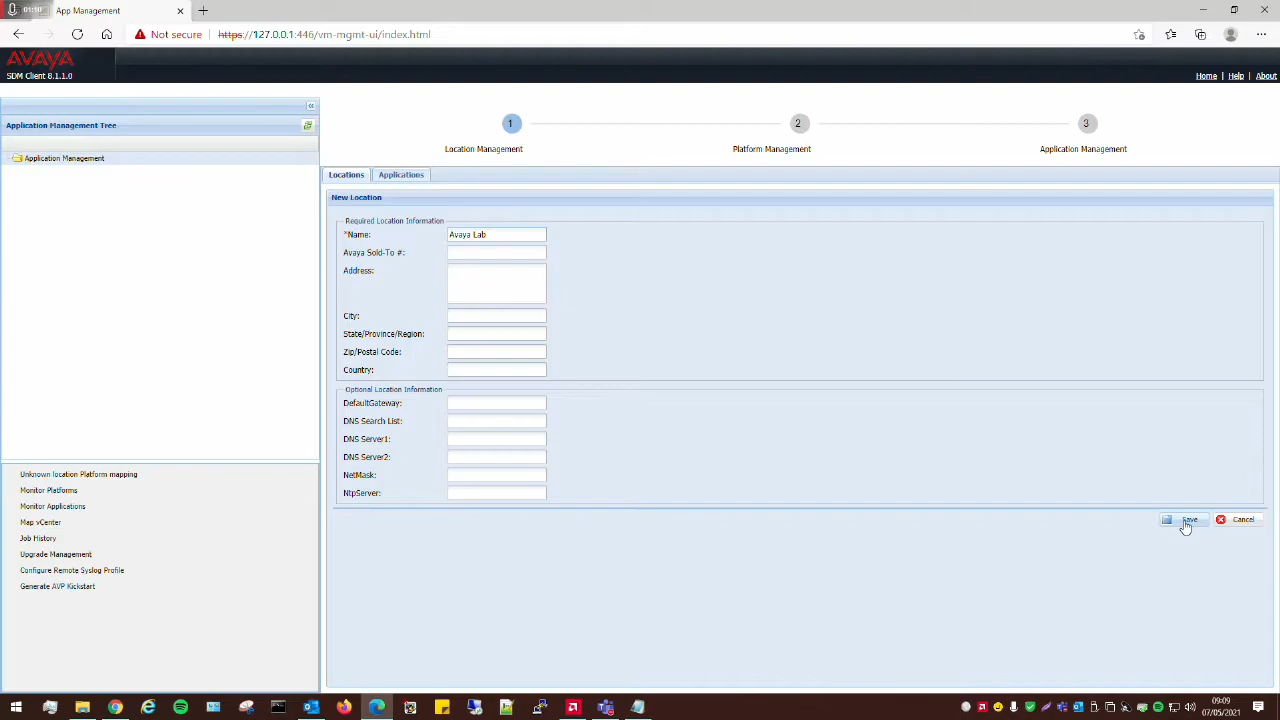 01:50
App Management
Not secure
https://127.0.0.1:446/vm-mgmt-ui/index.html
AVAYA
SDM Client 8.1.1.0
Home | Help | About
Application Management Tree
Application Management
1
2
3
Location Management
Platform Management
Application Management
Locations
Applications
New Location
Required Location Information
*Name: Avaya Lab
Avaya Sold-To #:
Address:
City:
State/Province/Region:
Zip/Postal Code:
Country:
Optional Location Information
DefaultGateway:
DNS Search List:
DNS Server1:
DNS Server2:
NetMask:
NtpServer:
Save
Cancel
Unknown location Platform mapping
Monitor Platforms
Monitor Applications
Map vCenter
Job History
Upgrade Management
Configure Remote Syslog Profile
Generate AVP Kickstart
09:09
07/05/2021